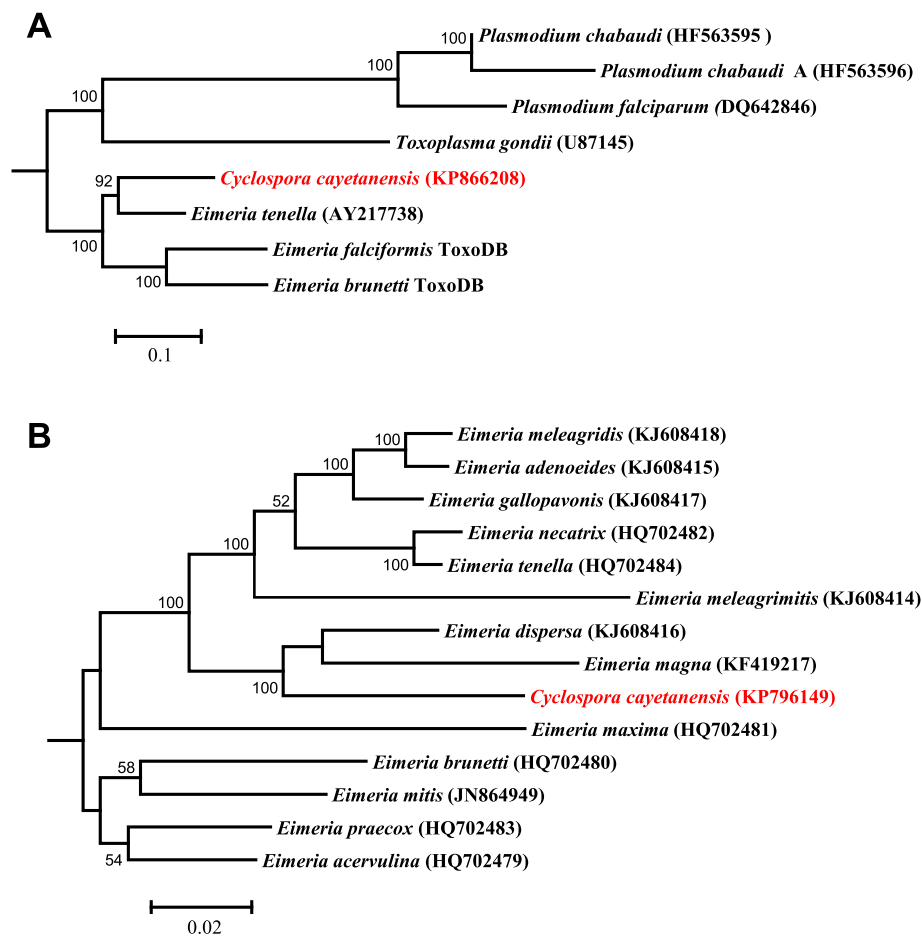 A
100 Plasmodium chabaudi (HF563595 )
100 Plasmodium chabaudi A (HF563596)
100 Plasmodium falciparum (DQ642846)
Toxoplasma gondii (U87145)
92 Cyclospora cayetanensis (KP866208)
Eimeria tenella (AY217738)
100 Eimeria falciformis ToxoDB
100 Eimeria brunetti ToxoDB
0.1
B
100 Eimeria meleagridis (KJ608418)
100 Eimeria adenoeides (KJ608415)
52 Eimeria gallopavonis (KJ608417)
Eimeria necatrix (HQ702482)
100 100 Eimeria tenella (HQ702484)
100 Eimeria meleagrimitis (KJ608414)
Eimeria dispersa (KJ608416)
Eimeria magna (KF419217)
100 Cyclospora cayetanensis (KP796149)
Eimeria maxima (HQ702481)
58 Eimeria brunetti (HQ702480)
Eimeria mitis (JN864949)
Eimeria praecox (HQ702483)
54 Eimeria acervulina (HQ702479)
0.02